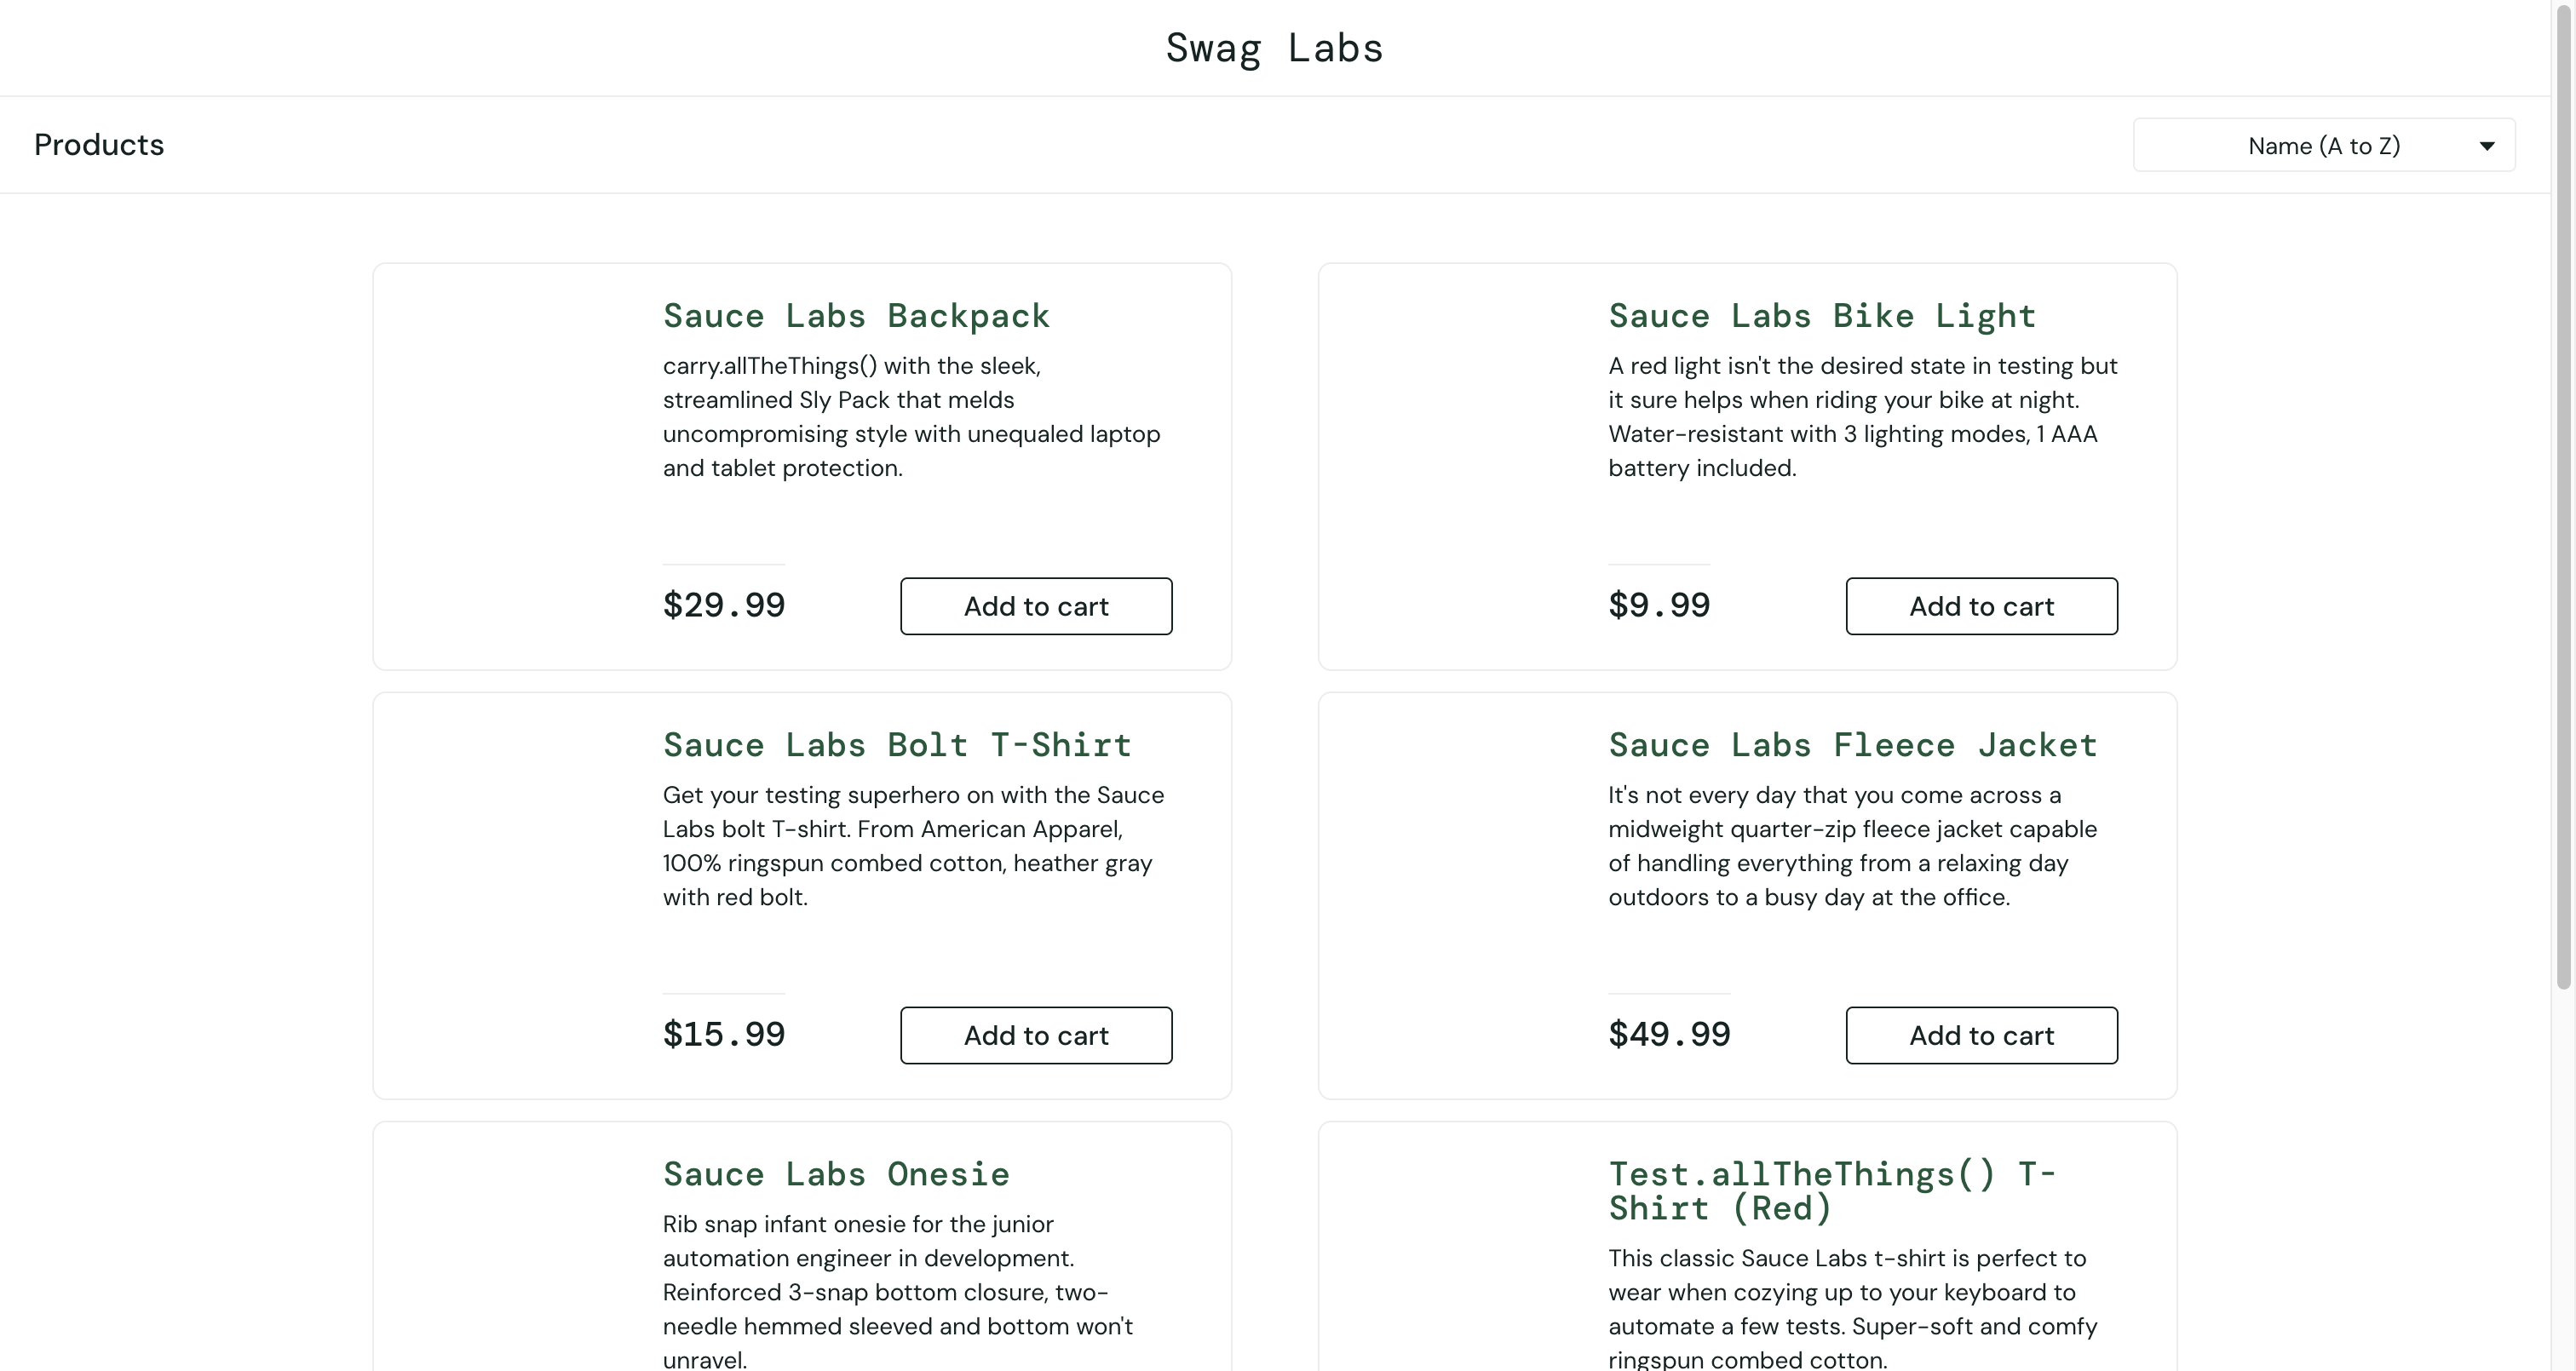 Swag Labs
Products
Name (A to Z)
Sauce Labs Backpack
carry.allTheThings() with the sleek,
streamlined Sly Pack that melds
uncompromising style with unequaled laptop
and tablet protection.
$29.99
Add to cart
Sauce Labs Bike Light
A red light isn't the desired state in testing but
it sure helps when riding your bike at night.
Water-resistant with 3 lighting modes, 1 AAA
battery included.
$9.99
Add to cart
Sauce Labs Bolt T-Shirt
Get your testing superhero on with the Sauce
Labs bolt T-shirt. From American Apparel,
100% ringspun combed cotton, heather gray
with red bolt.
$15.99
Add to cart
Sauce Labs Fleece Jacket
It's not every day that you come across a
midweight quarter-zip fleece jacket capable
of handling everything from a relaxing day
outdoors to a busy day at the office.
$49.99
Add to cart
Sauce Labs Onesie
Rib snap infant onesie for the junior
automation engineer in development.
Reinforced 3-snap bottom closure, two-
needle hemmed sleeved and bottom won't
unravel.
Test.allTheThings() T-
Shirt (Red)
This classic Sauce Labs t-shirt is perfect to
wear when cozying up to your keyboard to
automate a few tests. Super-soft and comfy
ringspun combed cotton.